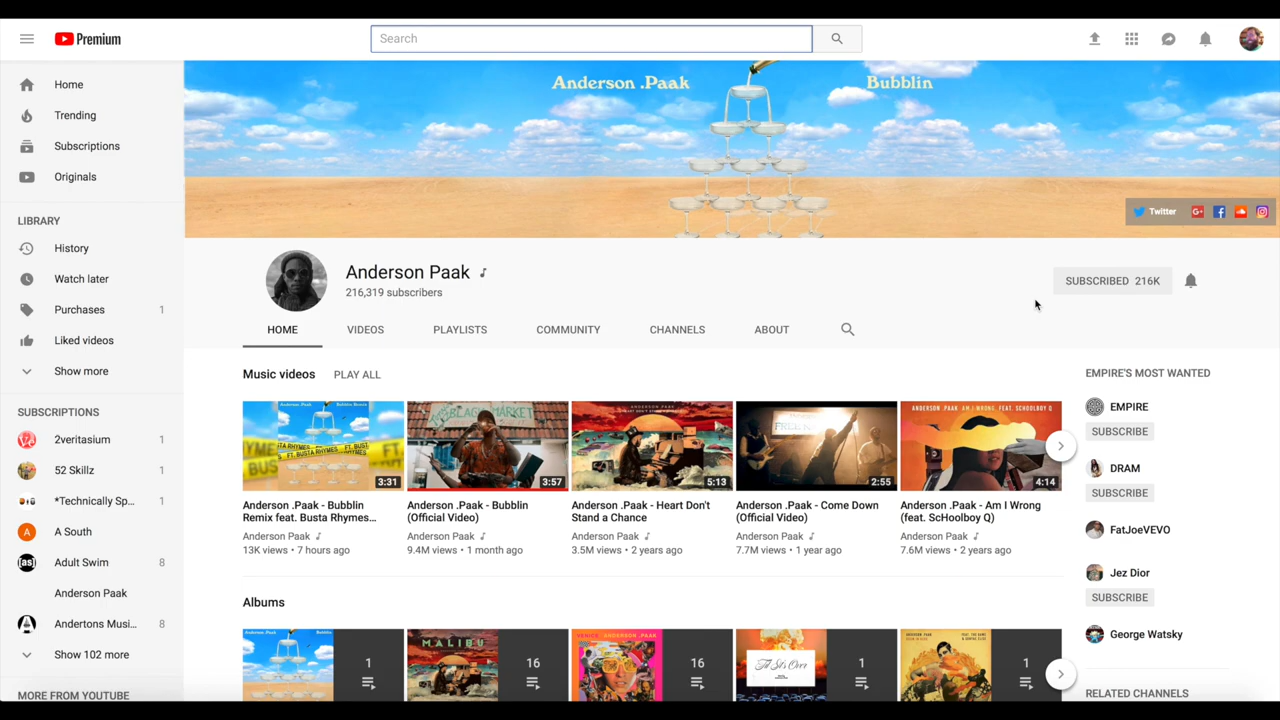 Premium
Search
Home
Trending
Subscriptions
Originals
LIBRARY
History
Watch later
Purchases 1
Liked videos
Show more
SUBSCRIPTIONS
2veritasium 1
52 Skillz 1
*Technically Sp... 1
A South
Adult Swim 8
Anderson Paak
Andertons Musi... 8
Show 102 more
MORE FROM YOUTUBE
Anderson .Paak Bubblin
Twitter
Anderson Paak
216,319 subscribers
SUBSCRIBED 216K
HOME VIDEOS PLAYLISTS COMMUNITY CHANNELS ABOUT
Music videos PLAY ALL
3:31
Anderson .Paak - Bubblin
Remix feat. Busta Rhymes...
Anderson Paak
13K views • 7 hours ago
3:57
Anderson .Paak - Bubblin
(Official Video)
Anderson Paak
9.4M views • 1 month ago
5:13
Anderson .Paak - Heart Don't
Stand a Chance
Anderson Paak
3.5M views • 2 years ago
2:55
Anderson .Paak - Come Down
(Official Video)
Anderson Paak
7.7M views • 1 year ago
ANDERSON .PAAK AM I WRONG FEAT. SCHOOLBOY Q
4:14
Anderson .Paak - Am I Wrong
(feat. ScHoolboy Q)
Anderson Paak
7.6M views • 2 years ago
Albums
1
MALIBU
16
16
1
1
EMPIRE'S MOST WANTED
EMPIRE
SUBSCRIBE
DRAM
SUBSCRIBE
FatJoeVEVO
Jez Dior
SUBSCRIBE
George Watsky
RELATED CHANNELS